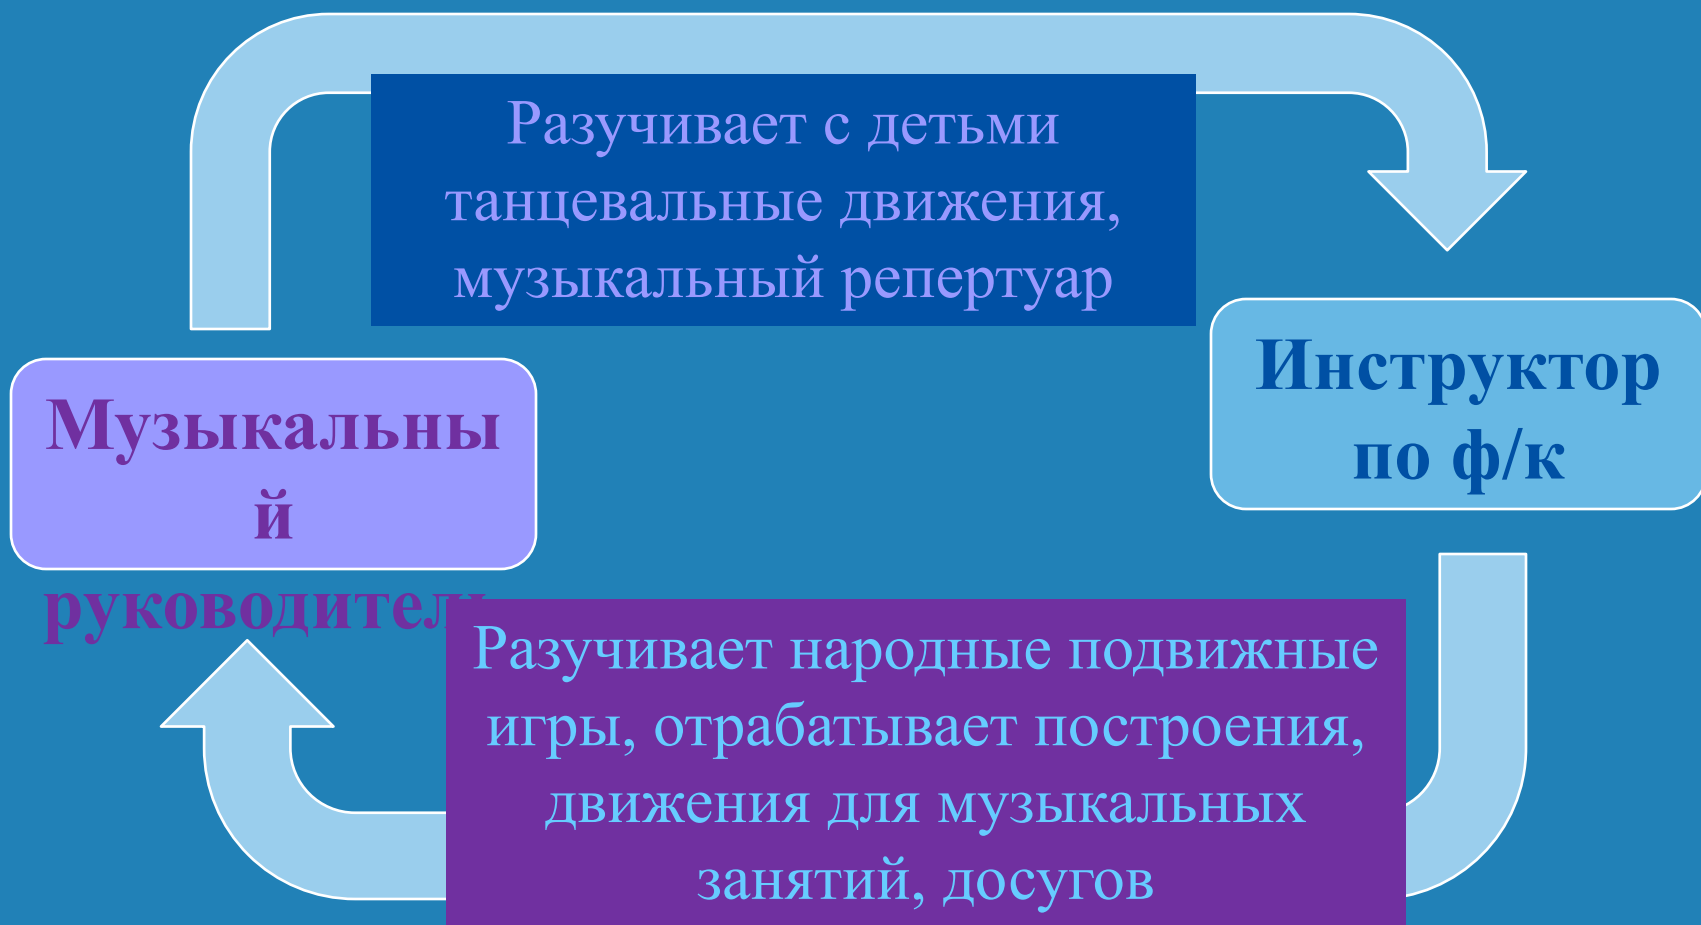 Разучивает с детьми
танцевальные движения,
музыкальный репертуар
Инструктор
по ф/к
Музыкальны
й
руководитель
Разучивает народные подвижные
игры, отрабатывает построения,
движения для музыкальных
занятий, досугов